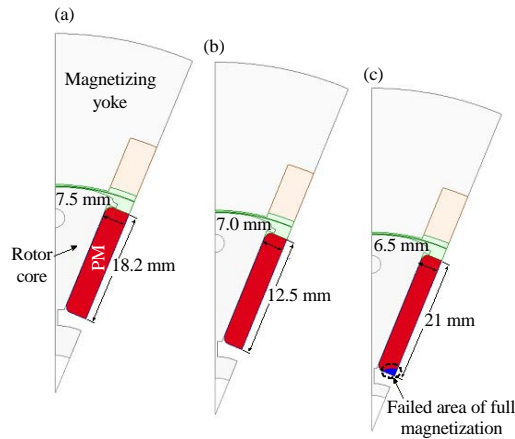 (a)
(b)
(c)
Magnetizing
yoke
7.5 mm
7.0 mm
6.5 mm
Rotor
core
PM
18.2 mm
12.5 mm
21 mm
Failed area of full
magnetization